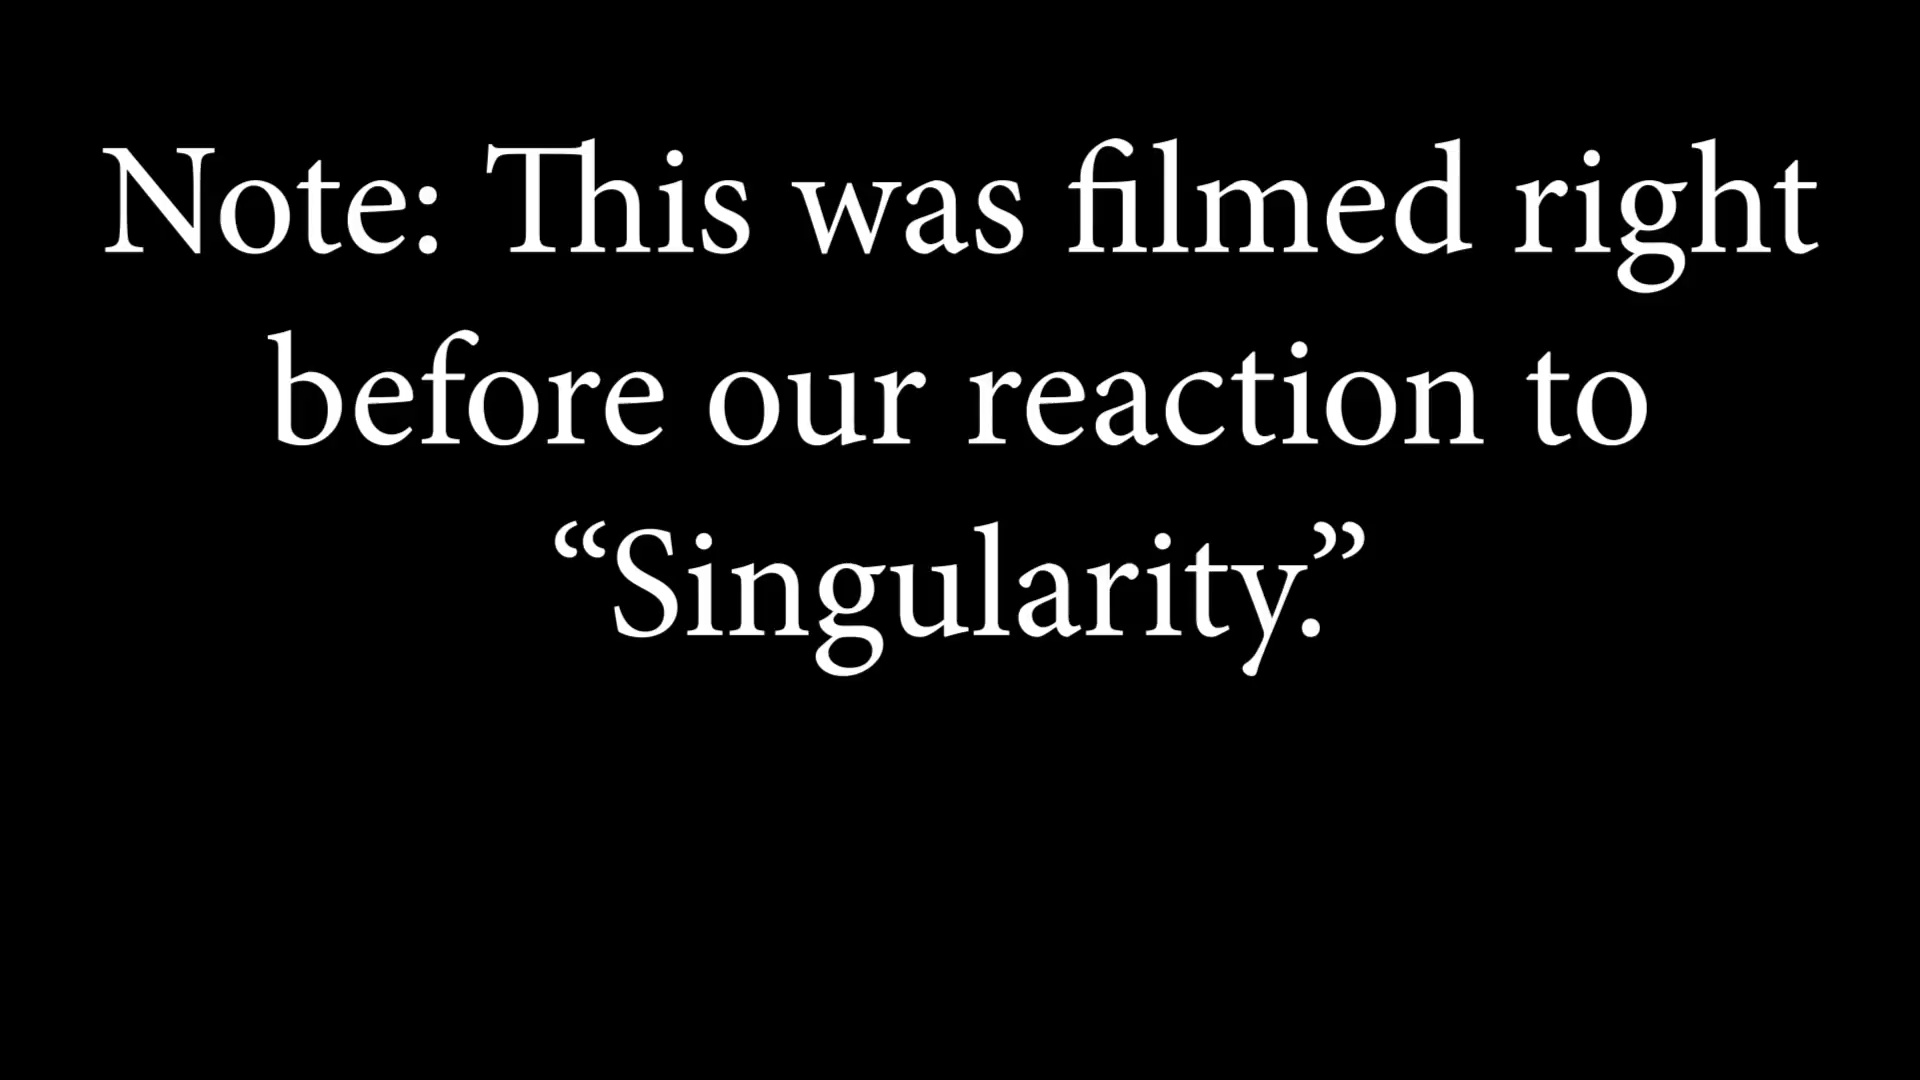 Note: This was filmed right
before our reaction to
“Singularity.”